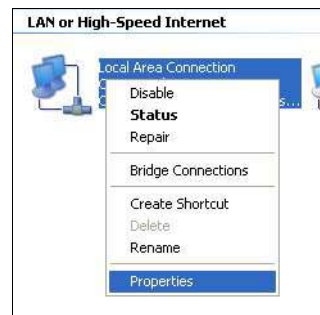 LAN or High-Speed Internet
Local Area Connection
Disable
Status
Repair
Bridge Connections
Create Shortcut
Delete
Rename
Properties